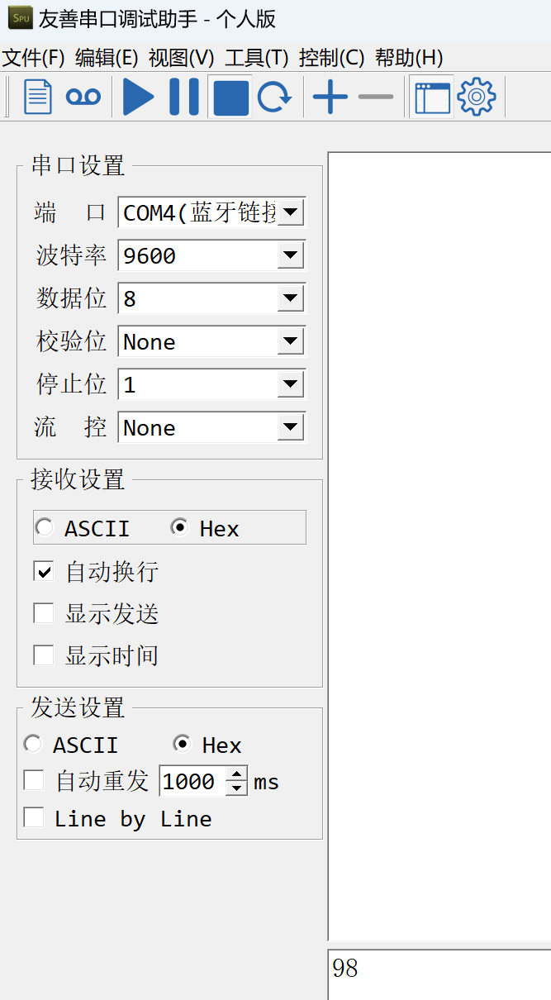 SPU 友善串口调试助手 - 个人版
文件(F) 编辑(E) 视图(V) 工具(T) 控制(C) 帮助(H)
串口设置
端 口 COM4(蓝牙链接
波特率 9600
数据位 8
校验位 None
停止位 1
流 控 None
接收设置
ASCII Hex
自动换行
显示发送
显示时间
发送设置
ASCII Hex
自动重发 1000 ms
Line by Line
98